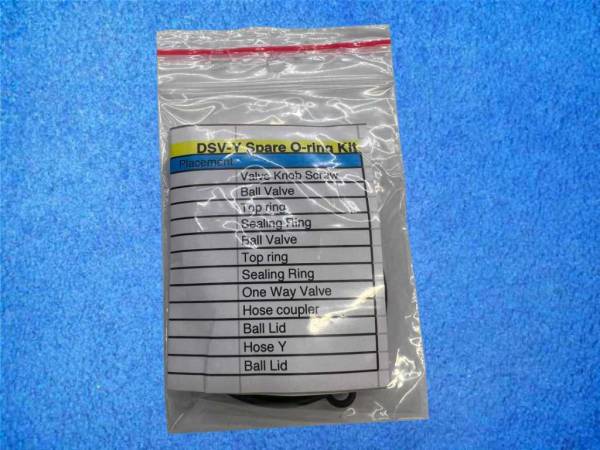 DSV-Y Spare O-ring Kit
Placement
Valve Knob Screw
Ball Valve
Top ring
Sealing Ring
Ball Valve
Top ring
Sealing Ring
One Way Valve
Hose coupler
Ball Lid
Hose Y
Ball Lid